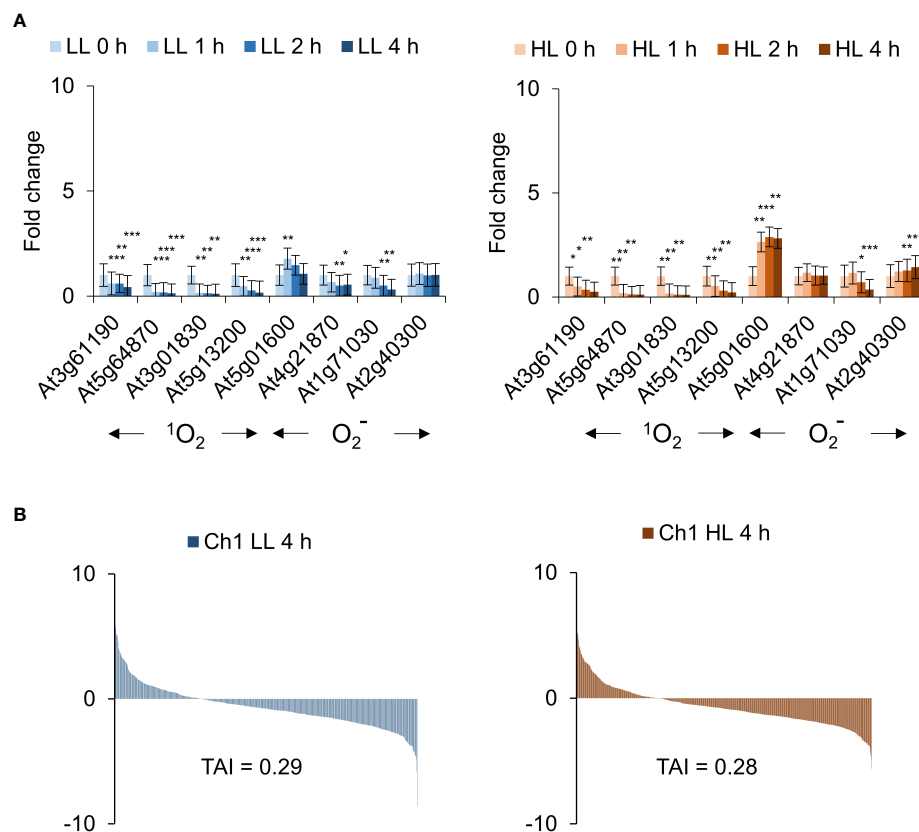 A
LL 0 h LL 1 h LL 2 h LL 4 h
10
5
0
Fold change
*** ** *** *** *** *** ** ** ** *** *** ** ** * **
At3g61190 At5g64870 At3g01830 At5g13200 At5g01600 At4g21870 At1g71030 At2g40300
¹O₂ O₂⁻
HL 0 h HL 1 h HL 2 h HL 4 h
10
5
0
Fold change
* * ** ** ** ** ** ** ** ** ** ** ** *** ** * *** ** ***
At3g61190 At5g64870 At3g01830 At5g13200 At5g01600 At4g21870 At1g71030 At2g40300
¹O₂ O₂⁻
B
Ch1 LL 4 h
10
0
-10
TAI = 0.29
Ch1 HL 4 h
10
0
-10
TAI = 0.28